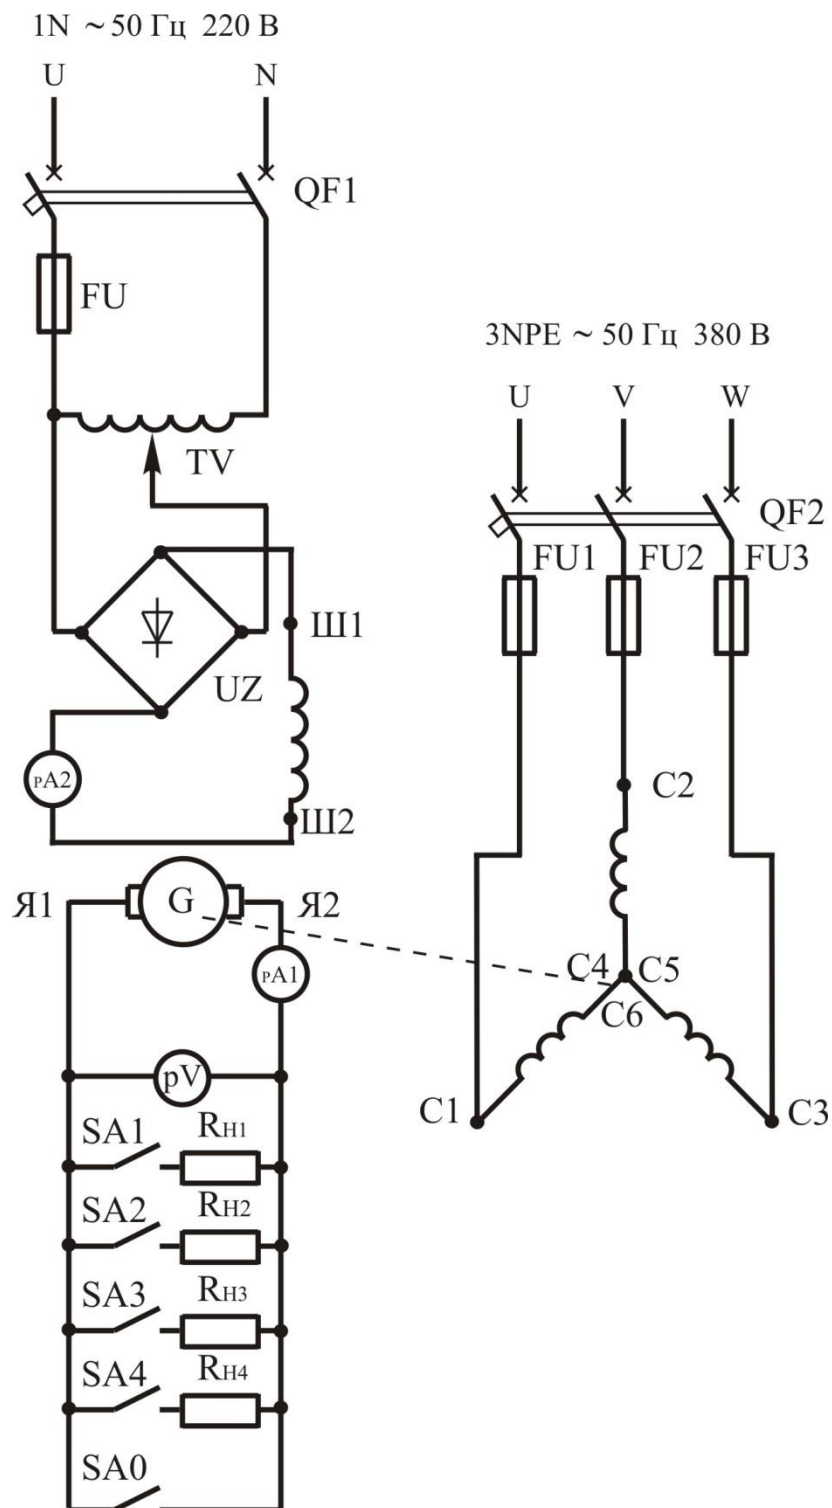 1N ~50 Гц 220 В
U N
QF1
FU
TV
UZ
Ш1
pA2
Ш2
Я1 G Я2
pA1
pV
SA1 RН1
SA2 RН2
SA3 RН3
SA4 RН4
SA0
3NPE ~ 50 Гц 380 В
U V W
QF2
FU1 FU2 FU3
C2
C4 C5
C6
C1 C3